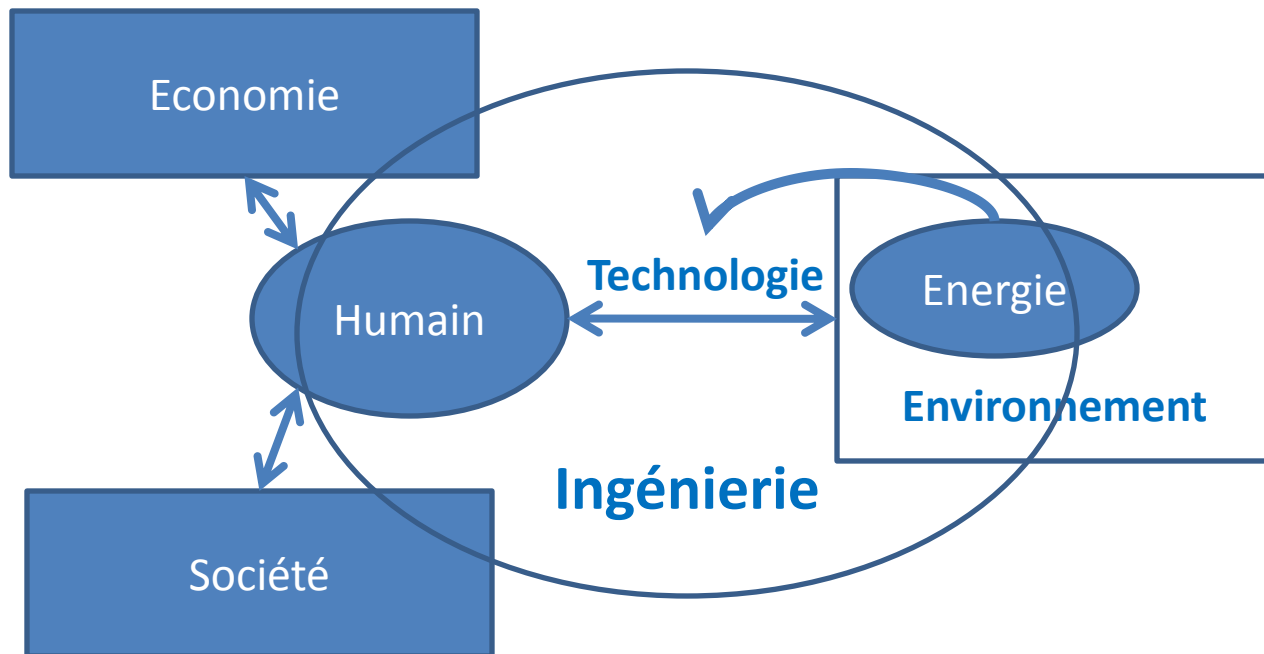 Economie
Technologie
Energie
Humain
Environnement
Ingénierie
Société